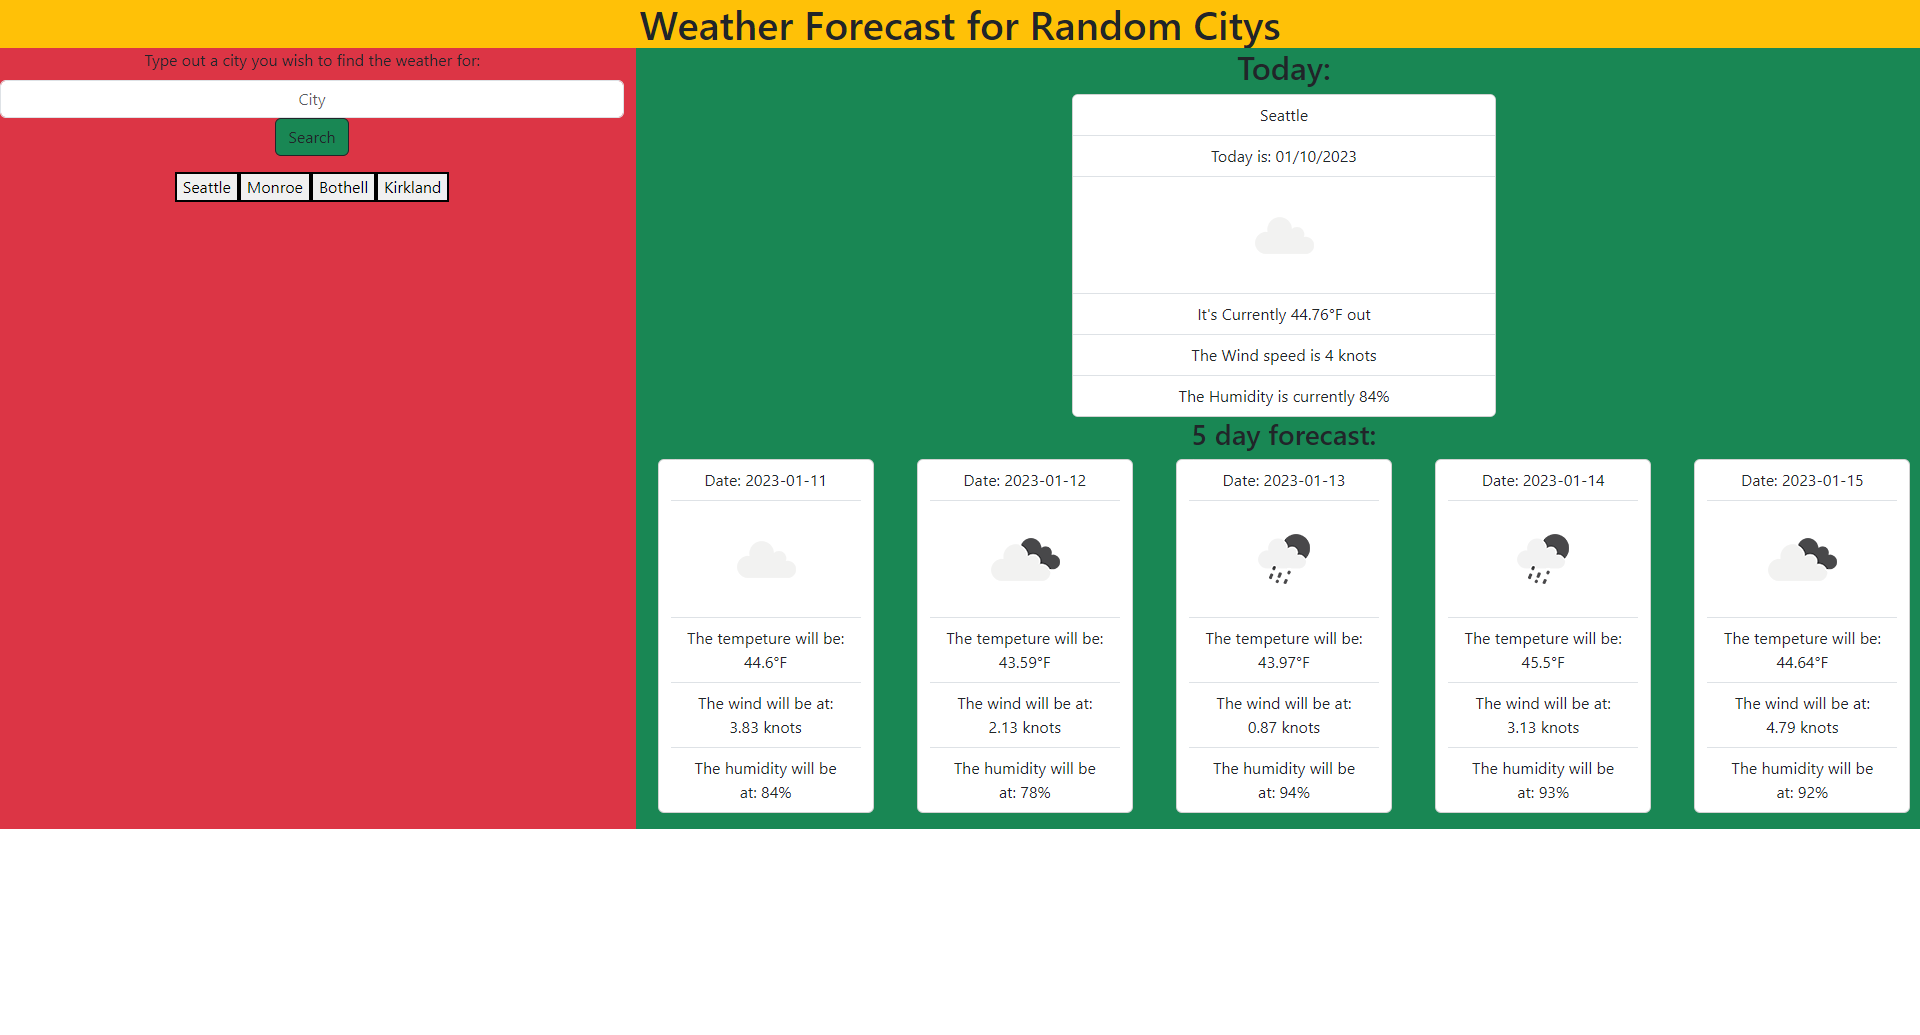 Weather Forecast for Random Citys
Type out a city you wish to find the weather for:
City
Search
Seattle Monroe Bothell Kirkland
Today:
Seattle
Today is: 01/10/2023
It's Currently 44.76°F out
The Wind speed is 4 knots
The Humidity is currently 84%
5 day forecast:
Date: 2023-01-11
The tempeture will be:
44.6°F
The wind will be at:
3.83 knots
The humidity will be
at: 84%
Date: 2023-01-12
The tempeture will be:
43.59°F
The wind will be at:
2.13 knots
The humidity will be
at: 78%
Date: 2023-01-13
The tempeture will be:
43.97°F
The wind will be at:
0.87 knots
The humidity will be
at: 94%
Date: 2023-01-14
The tempeture will be:
45.5°F
The wind will be at:
3.13 knots
The humidity will be
at: 93%
Date: 2023-01-15
The tempeture will be:
44.64°F
The wind will be at:
4.79 knots
The humidity will be
at: 92%